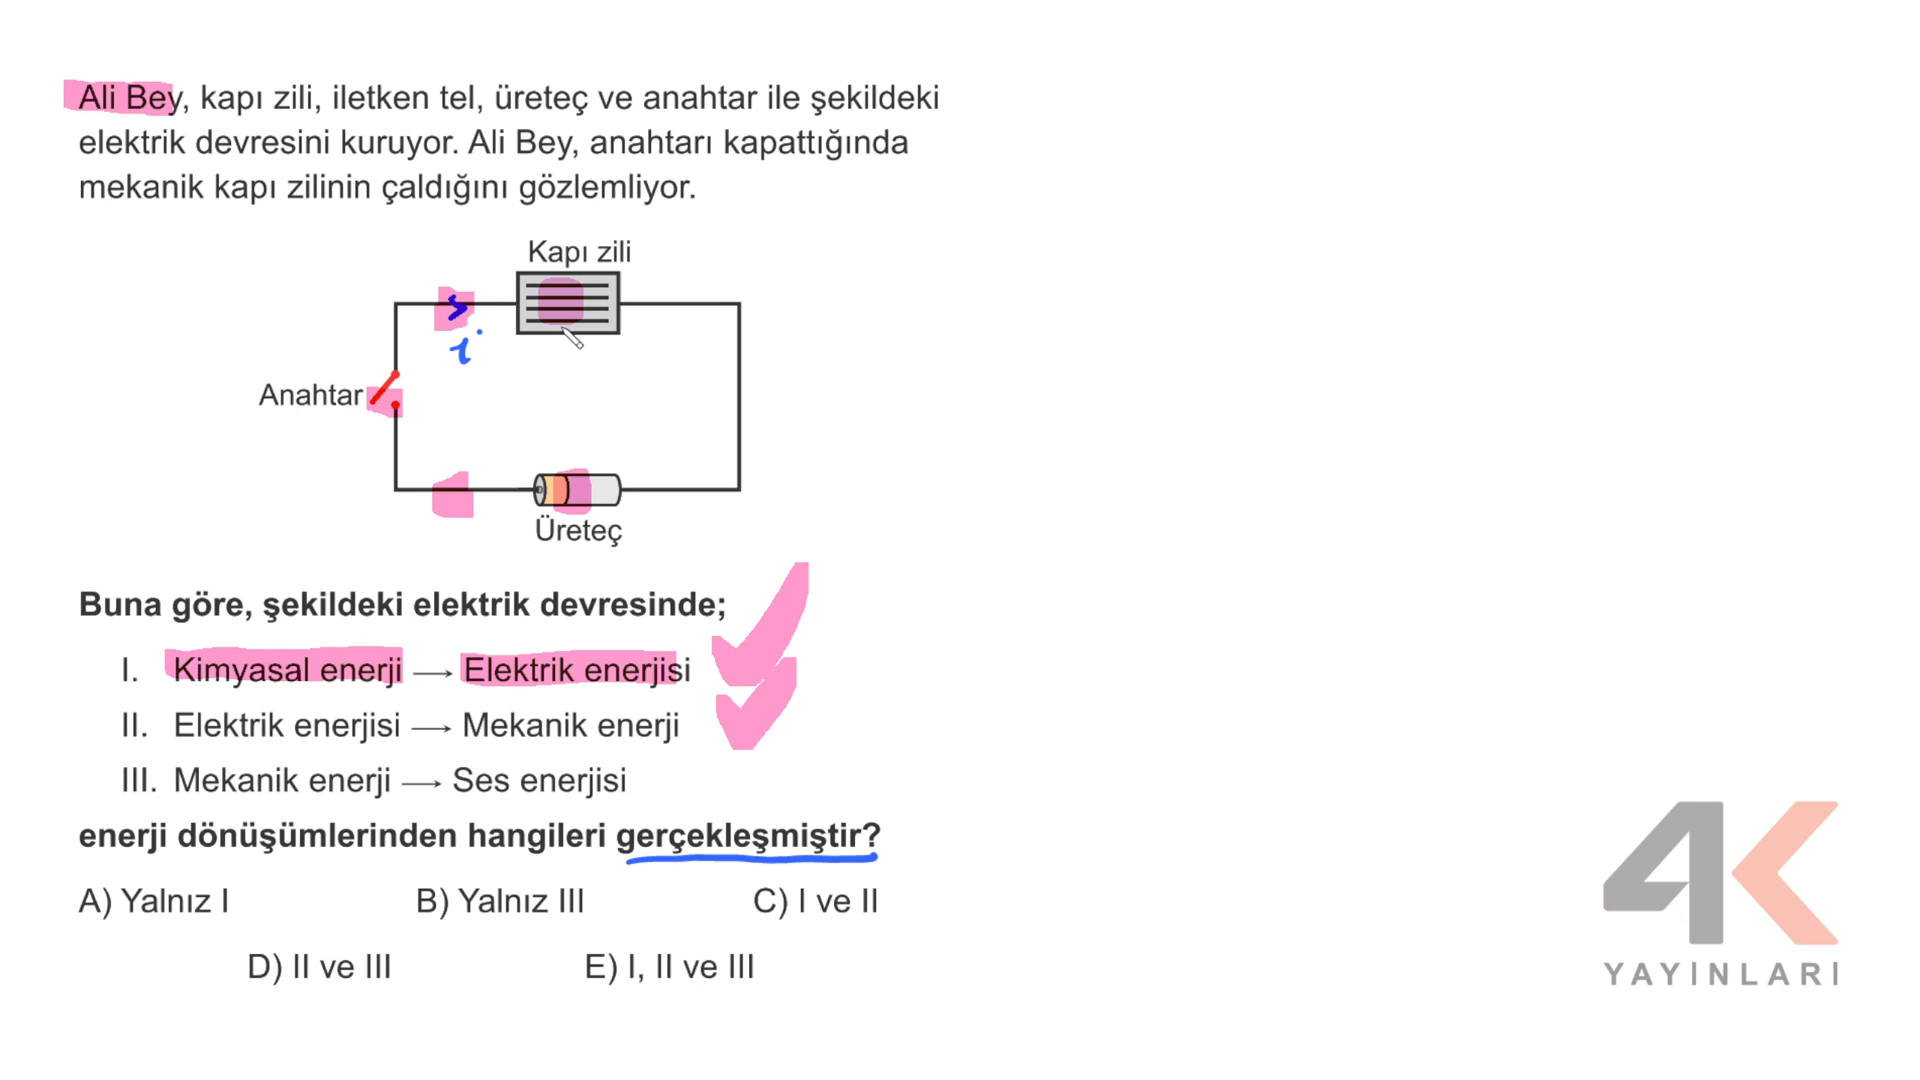 Ali Bey, kapı zili, iletken tel, üreteç ve anahtar ile şekildeki
elektrik devresini kuruyor. Ali Bey, anahtarı kapattığında
mekanik kapı zilinin çaldığını gözlemliyor.
Kapı zili
i
Anahtar
Üreteç
Buna göre, şekildeki elektrik devresinde;
I. Kimyasal enerji → Elektrik enerjisi
II. Elektrik enerjisi → Mekanik enerji
III. Mekanik enerji → Ses enerjisi
enerji dönüşümlerinden hangileri gerçekleşmiştir?
A) Yalnız I B) Yalnız III C) I ve II
D) II ve III E) I, II ve III
4K
YAYINLARI